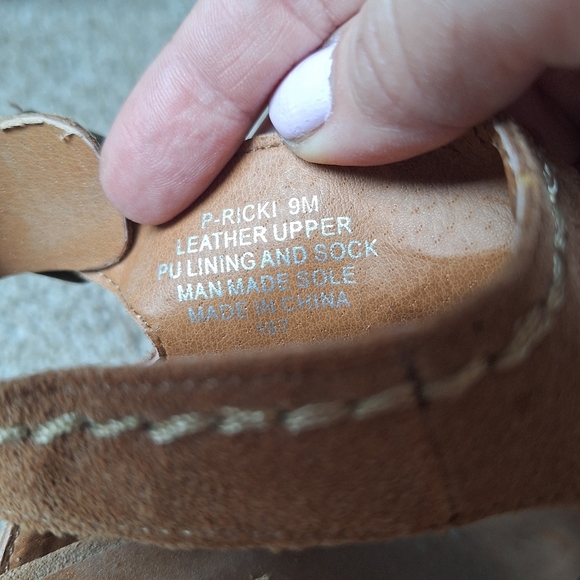 P-RICKI 9M
LEATHER UPPER
PU LINING AND SOCK
MAN MADE SOLE
MADE IN CHINA